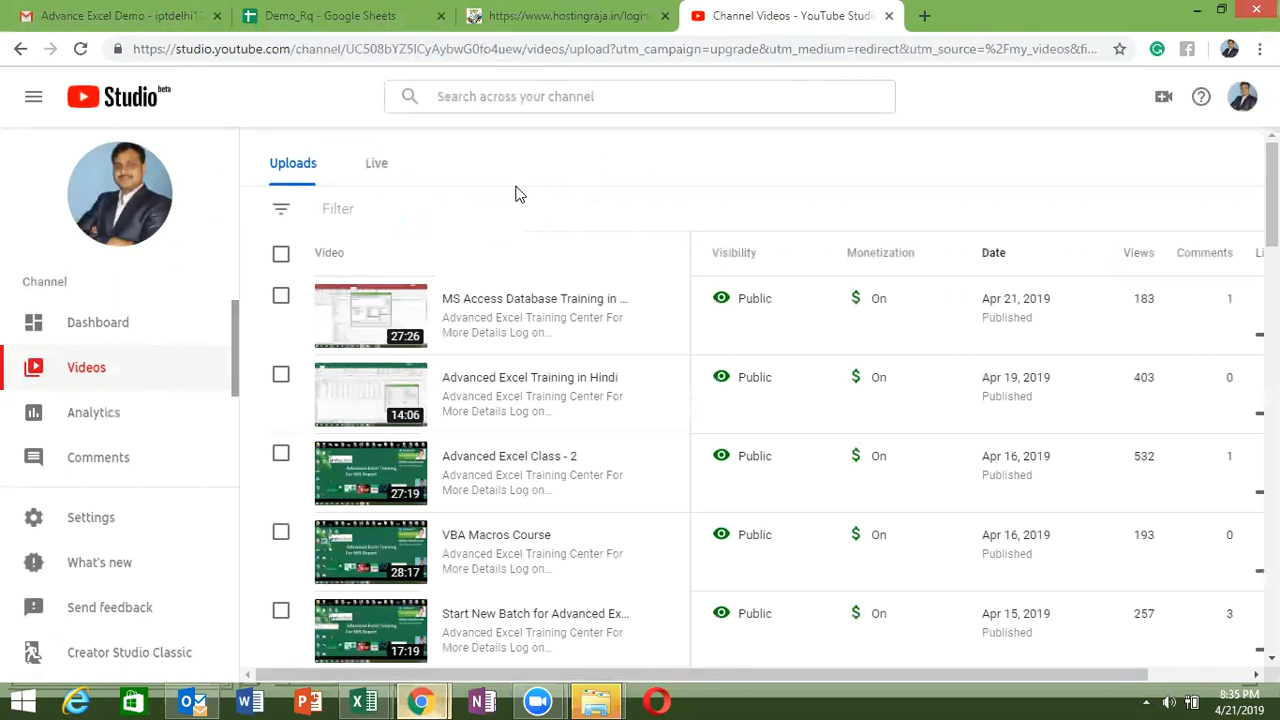 Advance Excel Demo - iptdelhi1
Demo_Rq - Google Sheets
https://www.hostingraja.in/login
Channel Videos - YouTube Studio
https://studio.youtube.com/channel/UC508bYZ5lCyAybwG0fo4uew/videos/upload?utm_campaign=upgrade&utm_medium=redirect&utm_source=%2Fmy_videos&fi...
Studio beta
Search across your channel
Uploads Live
Filter
Video Visibility Monetization Date Views Comments Li
Channel
Dashboard
Videos
Analytics
Comments
Settings
What's new
Send feedback
Creator Studio Classic
MS Access Database Training in ... Public On Apr 21, 2019 183
Advanced Excel Training Center For Published
More Details Log on...
27:26
Advanced Excel Training in Hindi Public On Apr 19, 2019 403 0
Advanced Excel Training Center For Published
More Details Log on...
14:06
Advanced Excel Class - 2 Public On Apr 16, 2019 532 1
Advanced Excel Training Center For Published
More Details Log on...
27:19
VBA Macros Course Public On Apr 16, 2019 193
Advanced Excel Training Center For Published
More Details Log on...
28:17
Start New Batch for Advanced Ex... Public On Apr 15, 2019 257
Advanced Excel Training Center For Published
More Details Log on...
17:19
8:35 PM
4/21/2019